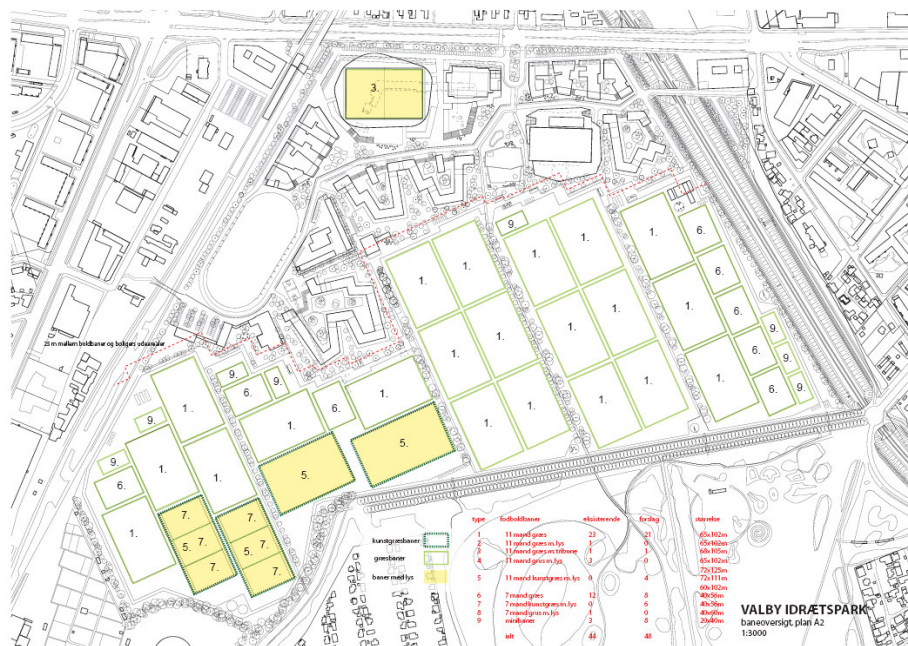 3.
9. 1. 6.
1. 1. 1. 1.
1. 1. 1. 6.
6. 9.
1. 1. 1. 1. 1. 6. 9.
25 m mellem boldbaner og boligers udearealer
9. 9. 6. 6. 9.
1. 6. 1. 1. 1. 1. 1.
9. 1. 5.
9. 1. 1. 5.
6.
1. 7. 7.
5. 7. 5. 7.
7. 7.
kunstgræsbaner
græsbaner
baner med lys
type fodboldbaner eksisterende forslag størrelse
1 11 mand græs 23 21 65x102m
2 11 mand græs m. lys 1 0 65x102m
3 11 mand græs m. tribune 1 1 68x105m
4 11 mand grus m. lys 3 0 65x102m
72x125m
5 11 mand kunstgræs m. lys 0 4 72x111m
60x102m
6 7 mand græs 12 8 40x56m
7 7 mand kunstgræs m. lys 0 6 40x56m
8 7 mand grus m. lys 1 0 40x60m
9 minibaner 3 8 20x40m
ialt 44 48
VALBY IDRÆTSPARK
baneoversigt, plan A2
1:3000